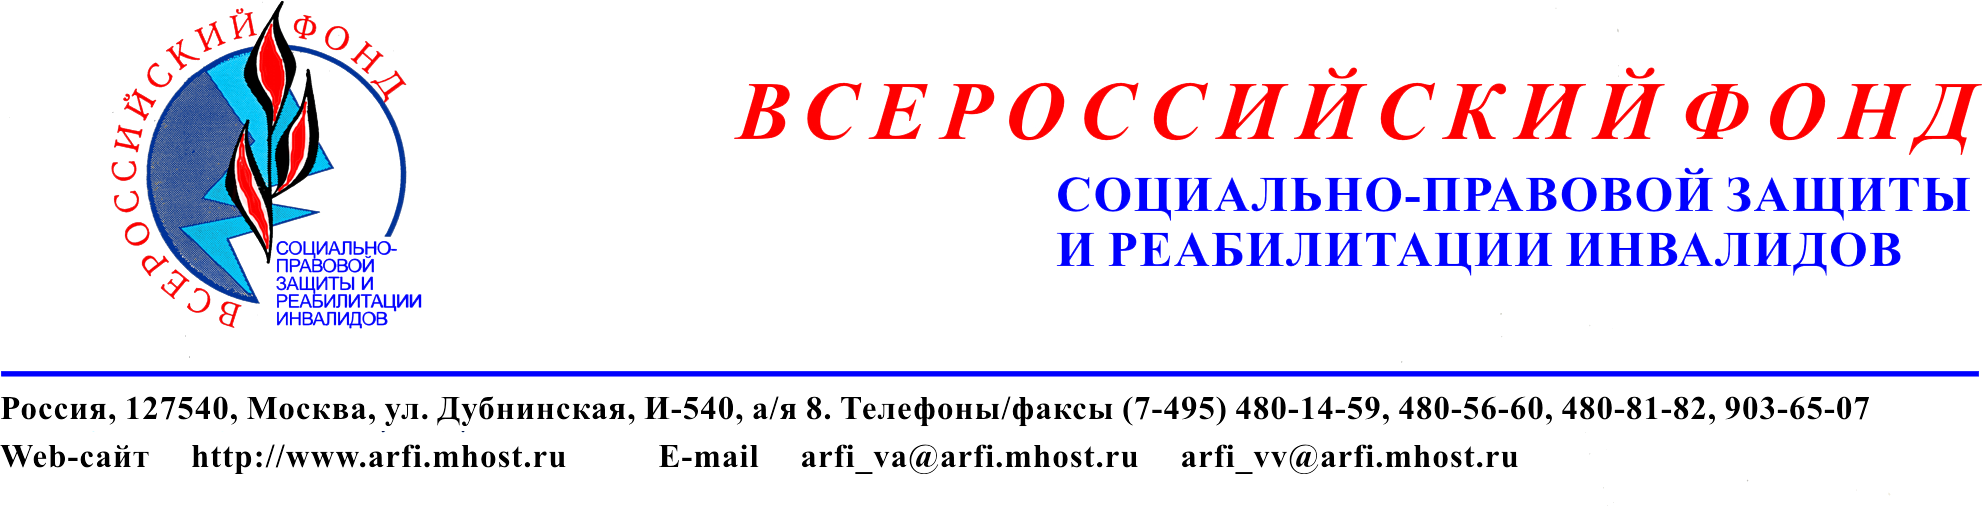 ВСЕРОССИЙСКИЙ ФОНД
СОЦИАЛЬНО-
ПРАВОВОЙ
ЗАЩИТЫ И
РЕАБИЛИТАЦИИ
ИНВАЛИДОВ
ВСЕРОССИЙСКИЙ ФОНД
СОЦИАЛЬНО-ПРАВОВОЙ ЗАЩИТЫ
И РЕАБИЛИТАЦИИ ИНВАЛИДОВ
Россия, 127540, Москва, ул. Дубнинская, И-540, а/я 8. Телефоны/факсы (7-495) 480-14-59, 480-56-60, 480-81-82, 903-65-07
Web-сайт http://www.arfi.mhost.ru E-mail arfi_va@arfi.mhost.ru arfi_vv@arfi.mhost.ru